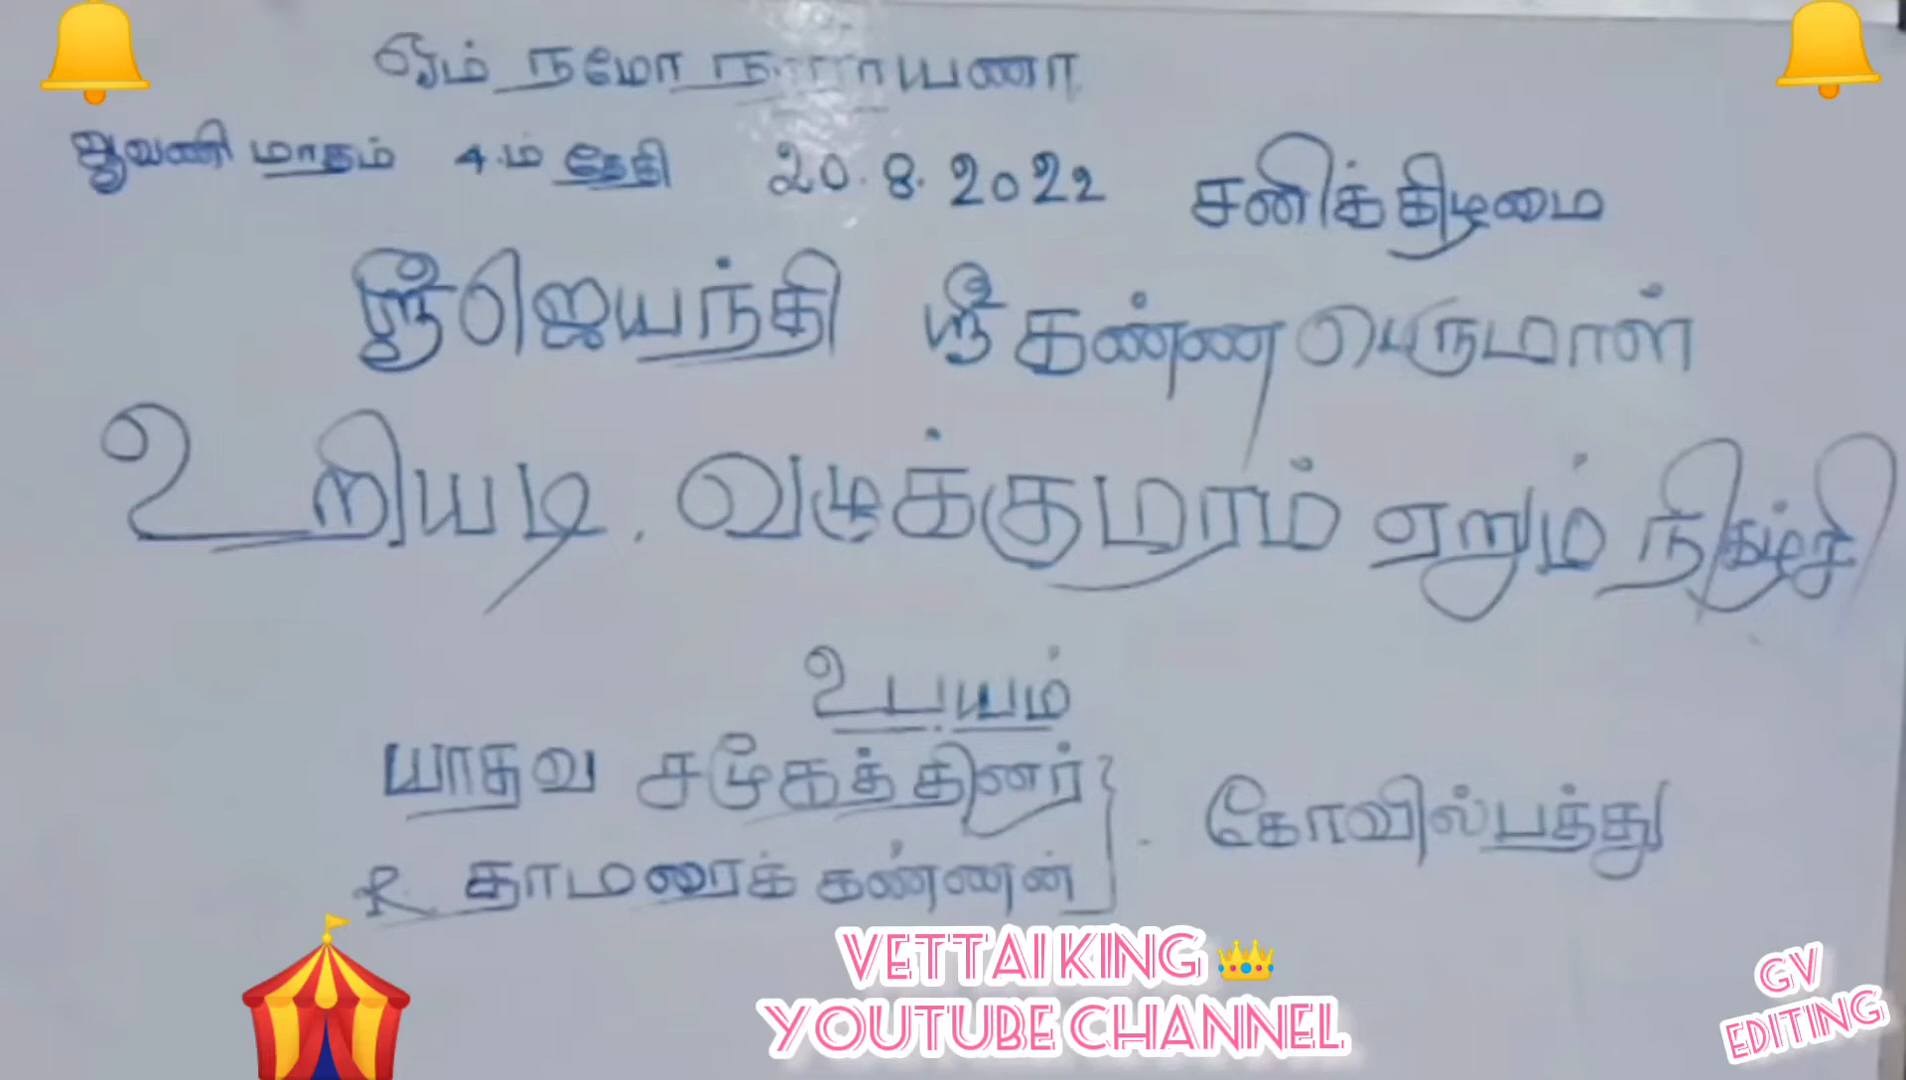 ஓம் நமோ நாராயணா
ஆவணி மாதம் 4.ம் தேதி 20.8.2022 சனிக்கிழமை
ஸ்ரீஜெயந்தி ஸ்ரீ கண்ணபெருமாள்
உறியடி. வழுக்குமரம் ஏறும் நிகழ்சி
உபயம்
யாதவ சமூகத்தினர்
R. தாமரைக் கண்ணன் } . கோவில்பத்து
VETTAI KING
YOUTUBE CHANNEL
GV
EDITING